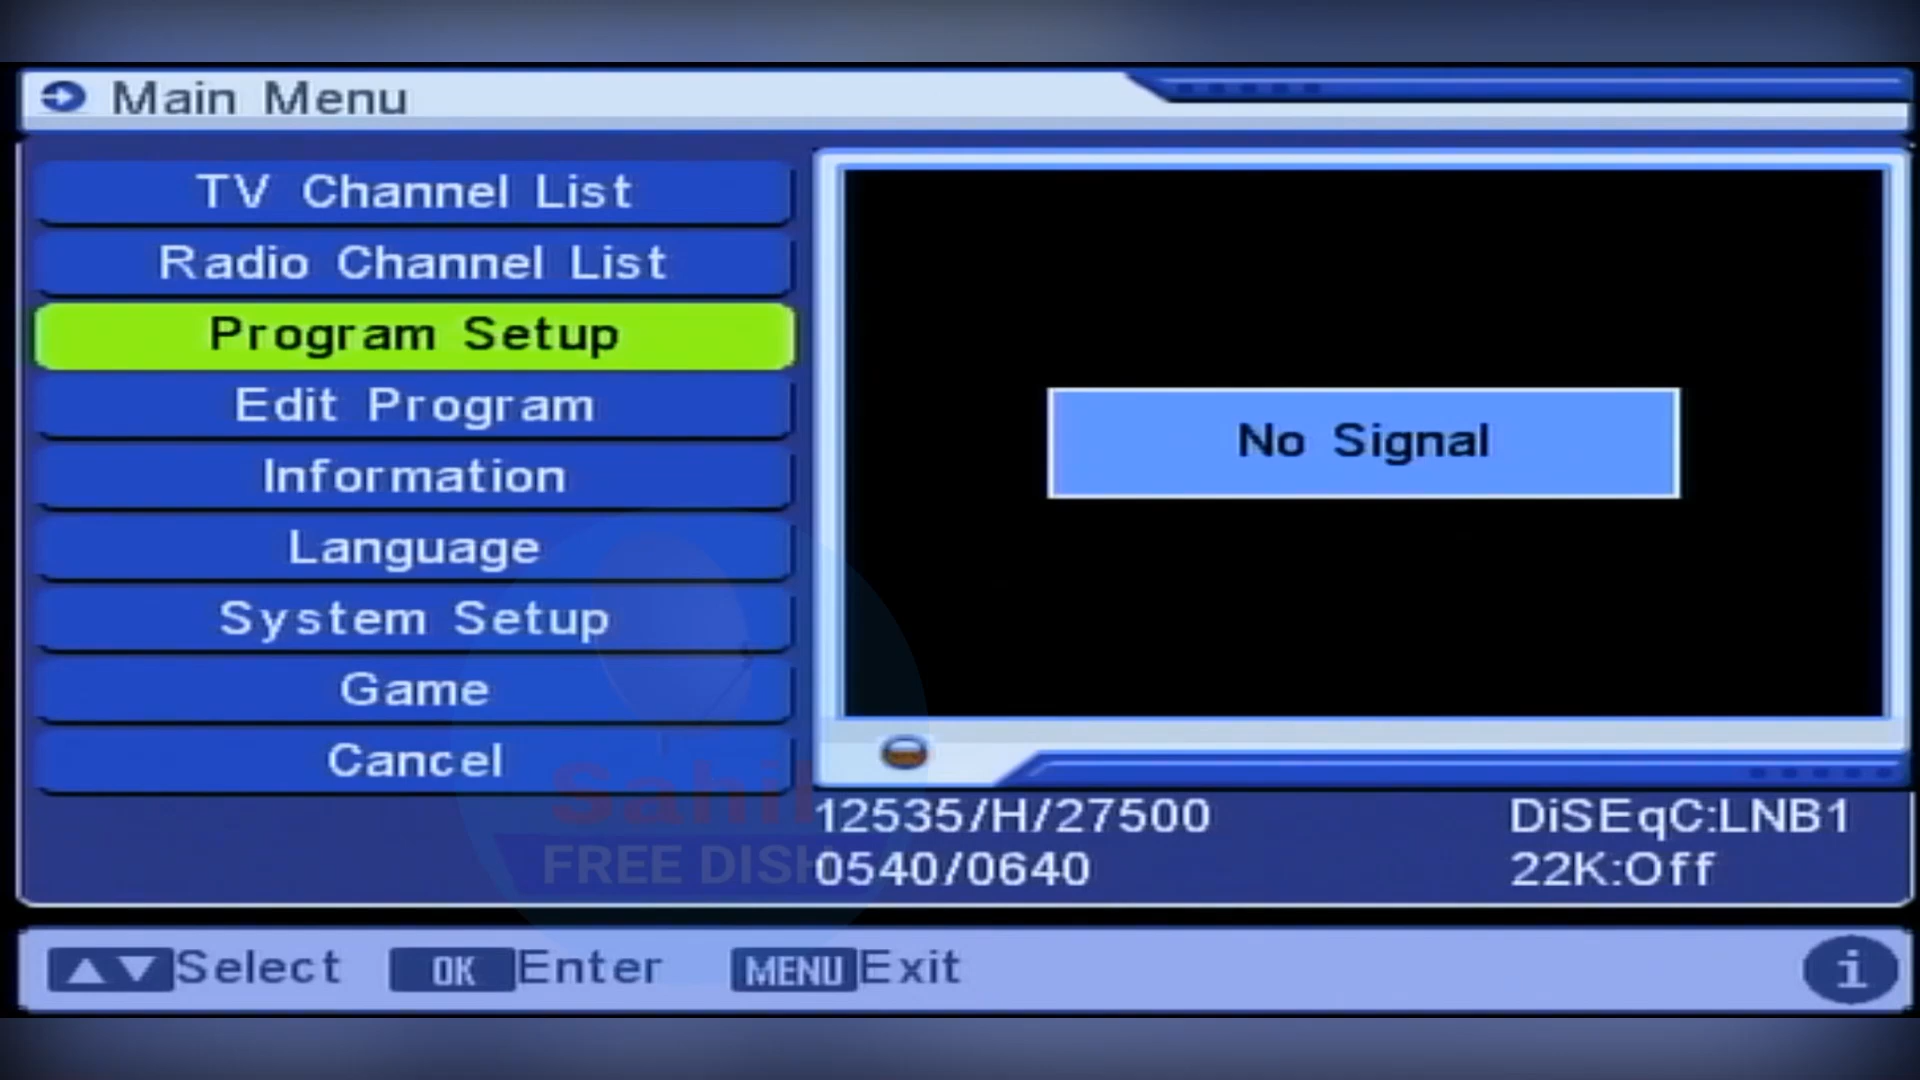 Main Menu
TV Channel List
Radio Channel List
Program Setup
Edit Program
Information
Language
System Setup
Game
Cancel
No Signal
12535/H/27500
DiSEqC:LNB1
0540/0640
22K:Off
Sahil
FREE DISH
Select
OK Enter
MENU Exit
i